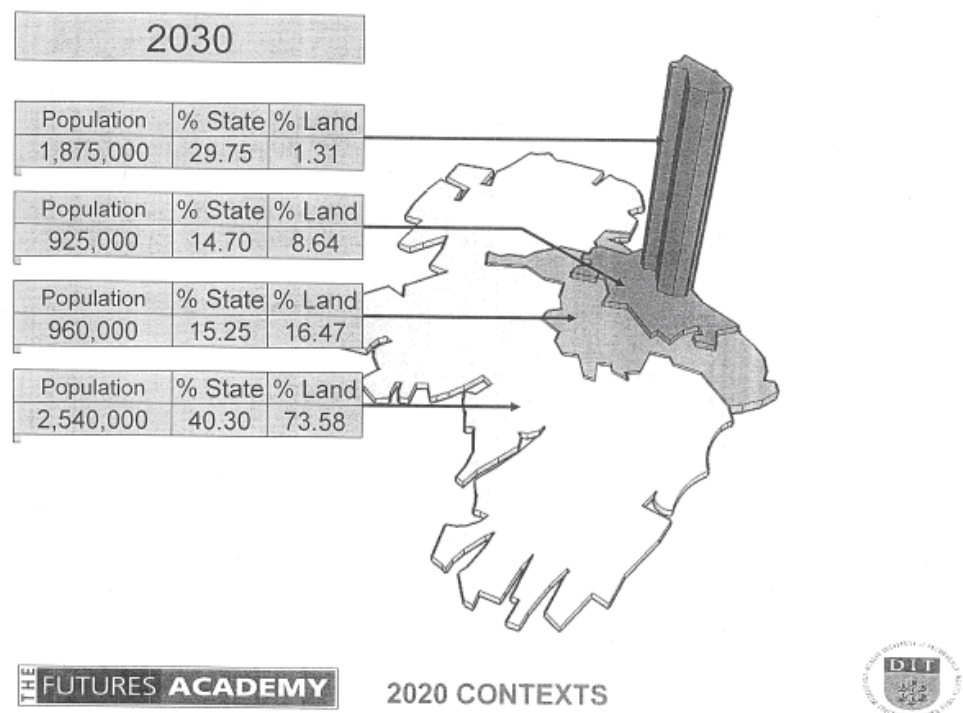 2030
Population % State % Land
1,875,000 29.75 1.31
Population % State % Land
925,000 14.70 8.64
Population % State % Land
960,000 15.25 16.47
Population % State % Land
2,540,000 40.30 73.58
THE FUTURES ACADEMY
2020 CONTEXTS
DIT